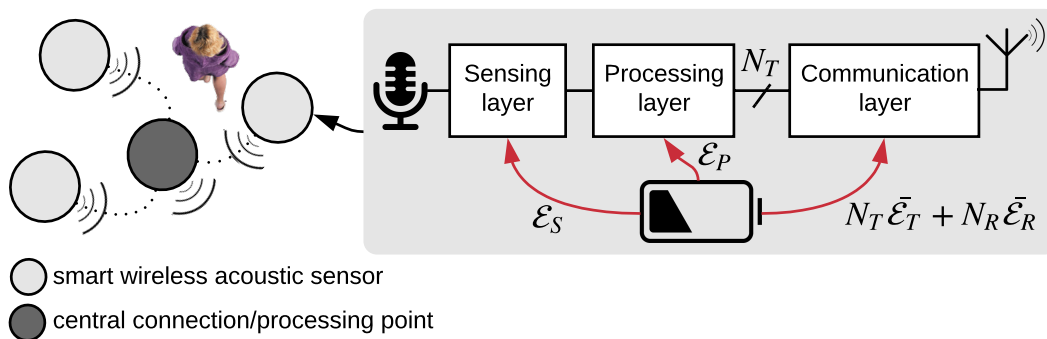 Sensing
layer
Processing
layer
N_T
Communication
layer
ℰ_P
ℰ_S
N_T ℰ̄_T + N_R ℰ̄_R
smart wireless acoustic sensor
central connection/processing point